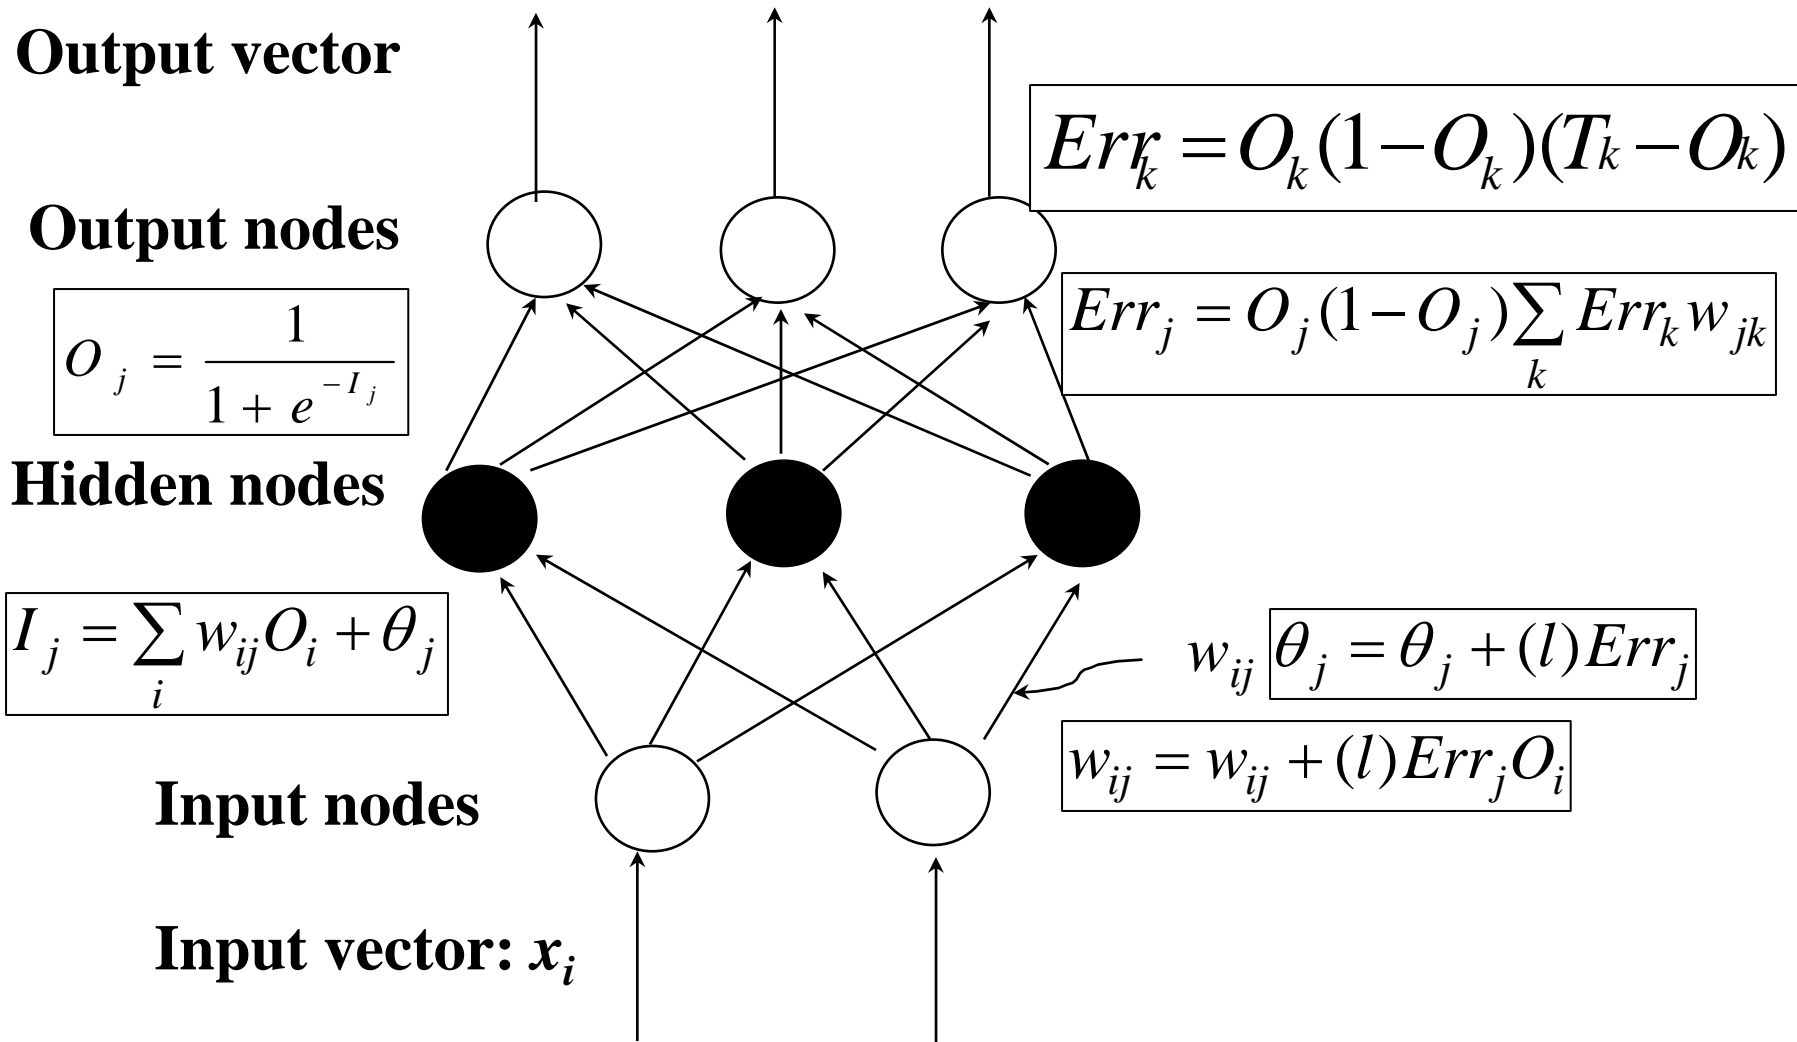 Output vector
Err_k = O_k(1−O_k)(T_k −O_k)
Output nodes
Err_j = O_j(1−O_j)∑_k Err_k w_jk
O_j = 1 / (1 + e^(−I_j))
Hidden nodes
I_j = ∑_i w_ij O_i + θ_j
w_ij
θ_j = θ_j + (l)Err_j
w_ij = w_ij + (l)Err_j O_i
Input nodes
Input vector: x_i